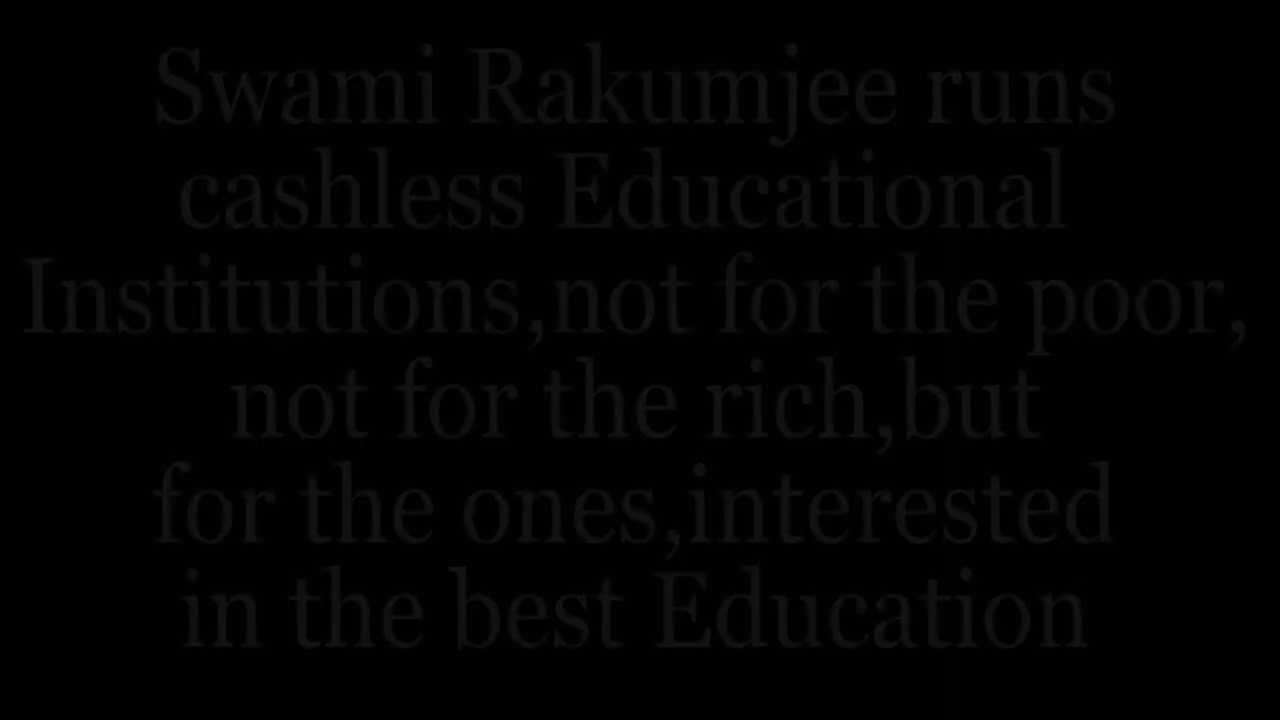 Swami Rakumjee runs
cashless Educational
Institutions,not for the poor,
not for the rich,but
for the ones,interested
in the best Education